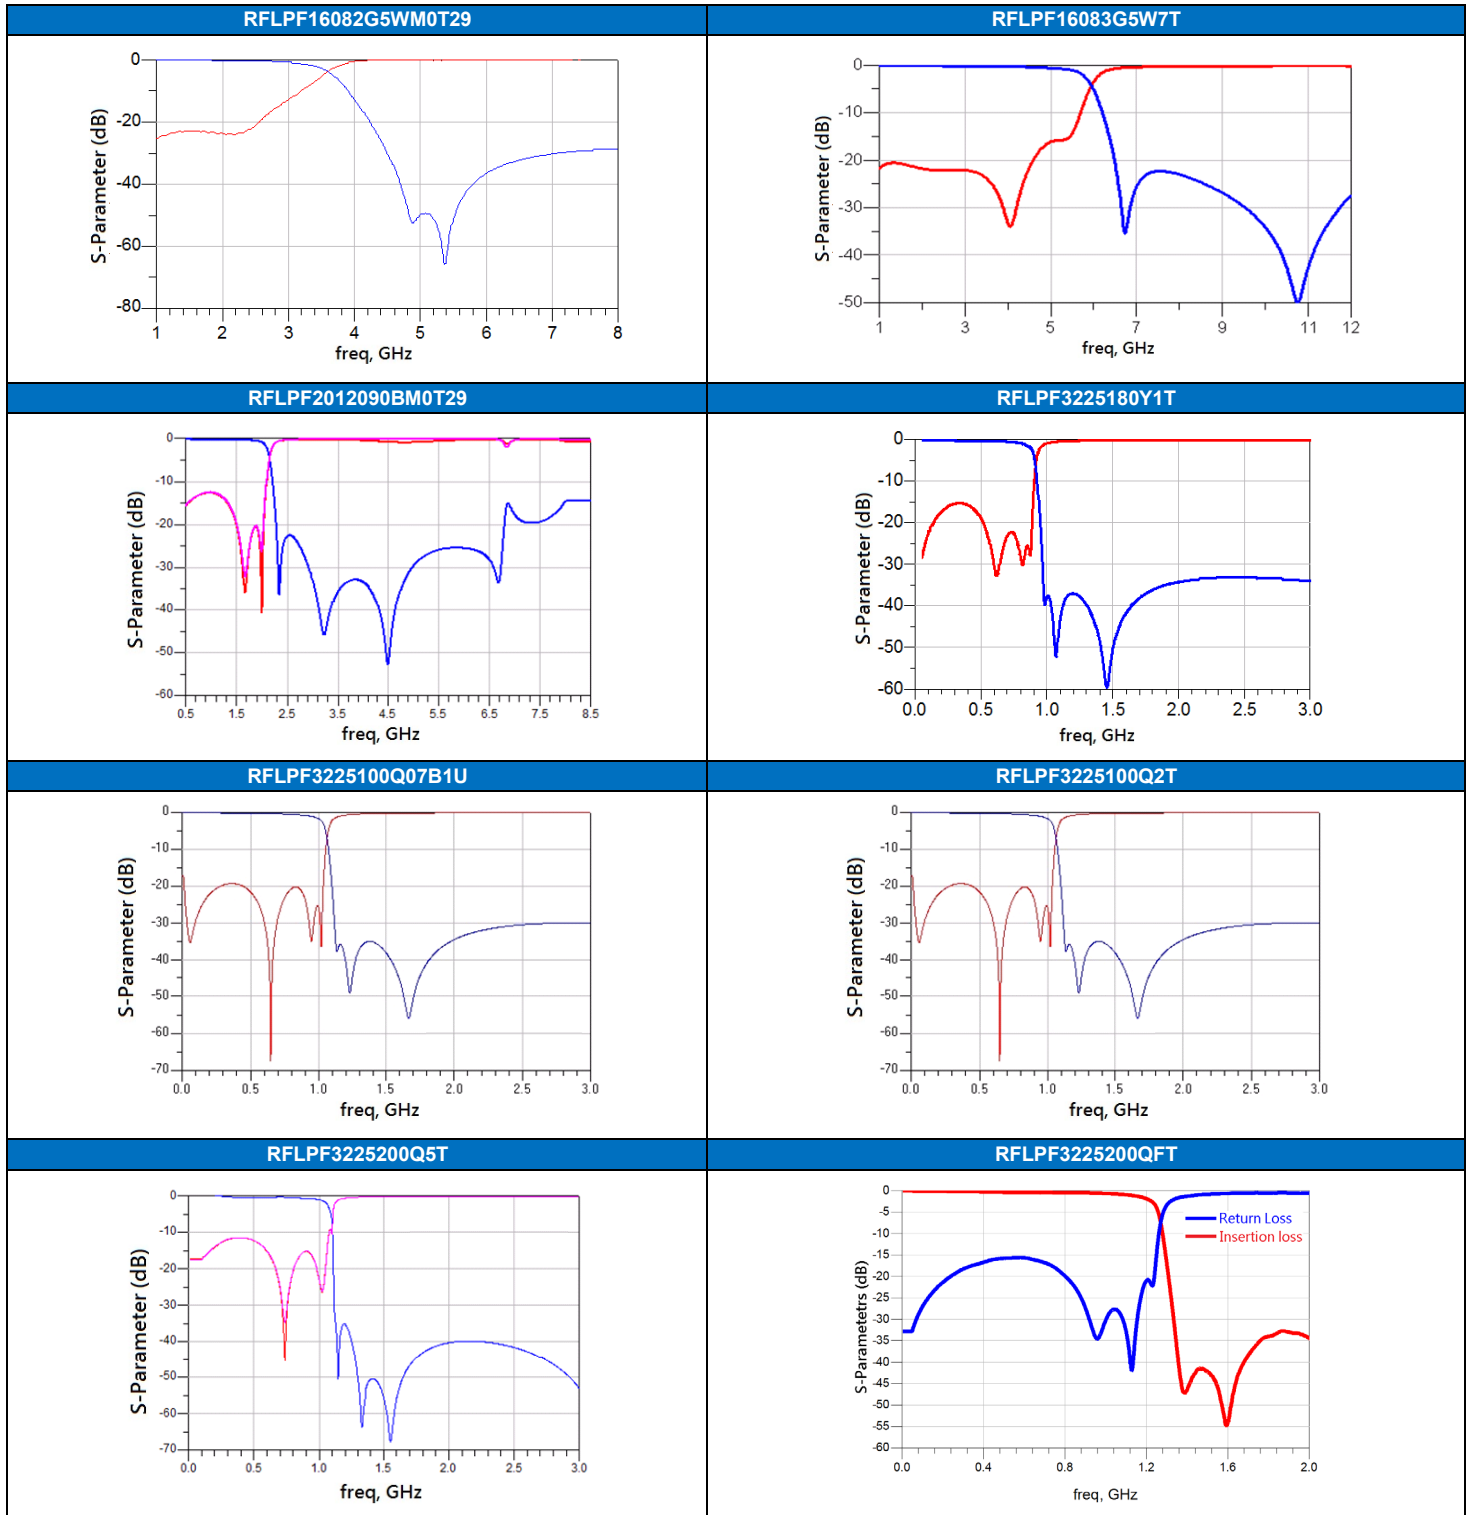 RFLPF16082G5WM0T29
0
-20
-40
-60
-80
S-Parameter (dB)
1 2 3 4 5 6 7 8
freq, GHz
RFLPF16083G5W7T
0
-10
-20
-30
-40
-50
S-Parameter (dB)
1 3 5 7 9 11 12
freq, GHz
RFLPF2012090BM0T29
0
-10
-20
-30
-40
-50
-60
S-Parameter (dB)
0.5 1.5 2.5 3.5 4.5 5.5 6.5 7.5 8.5
freq, GHz
RFLPF3225180Y1T
0
-10
-20
-30
-40
-50
-60
S-Parameter (dB)
0.0 0.5 1.0 1.5 2.0 2.5 3.0
freq, GHz
RFLPF3225100Q07B1U
0
-10
-20
-30
-40
-50
-60
-70
S-Parameter (dB)
0.0 0.5 1.0 1.5 2.0 2.5 3.0
freq, GHz
RFLPF3225100Q2T
0
-10
-20
-30
-40
-50
-60
-70
S-Parameter (dB)
0.0 0.5 1.0 1.5 2.0 2.5 3.0
freq, GHz
RFLPF3225200Q5T
0
-10
-20
-30
-40
-50
-60
-70
S-Parameter (dB)
0.0 0.5 1.0 1.5 2.0 2.5 3.0
freq, GHz
RFLPF3225200QFT
0
-5
-10
-15
-20
-25
-30
-35
-40
-45
-50
-55
-60
S-Parametetrs (dB)
Return Loss
Insertion loss
0.0 0.4 0.8 1.2 1.6 2.0
freq, GHz